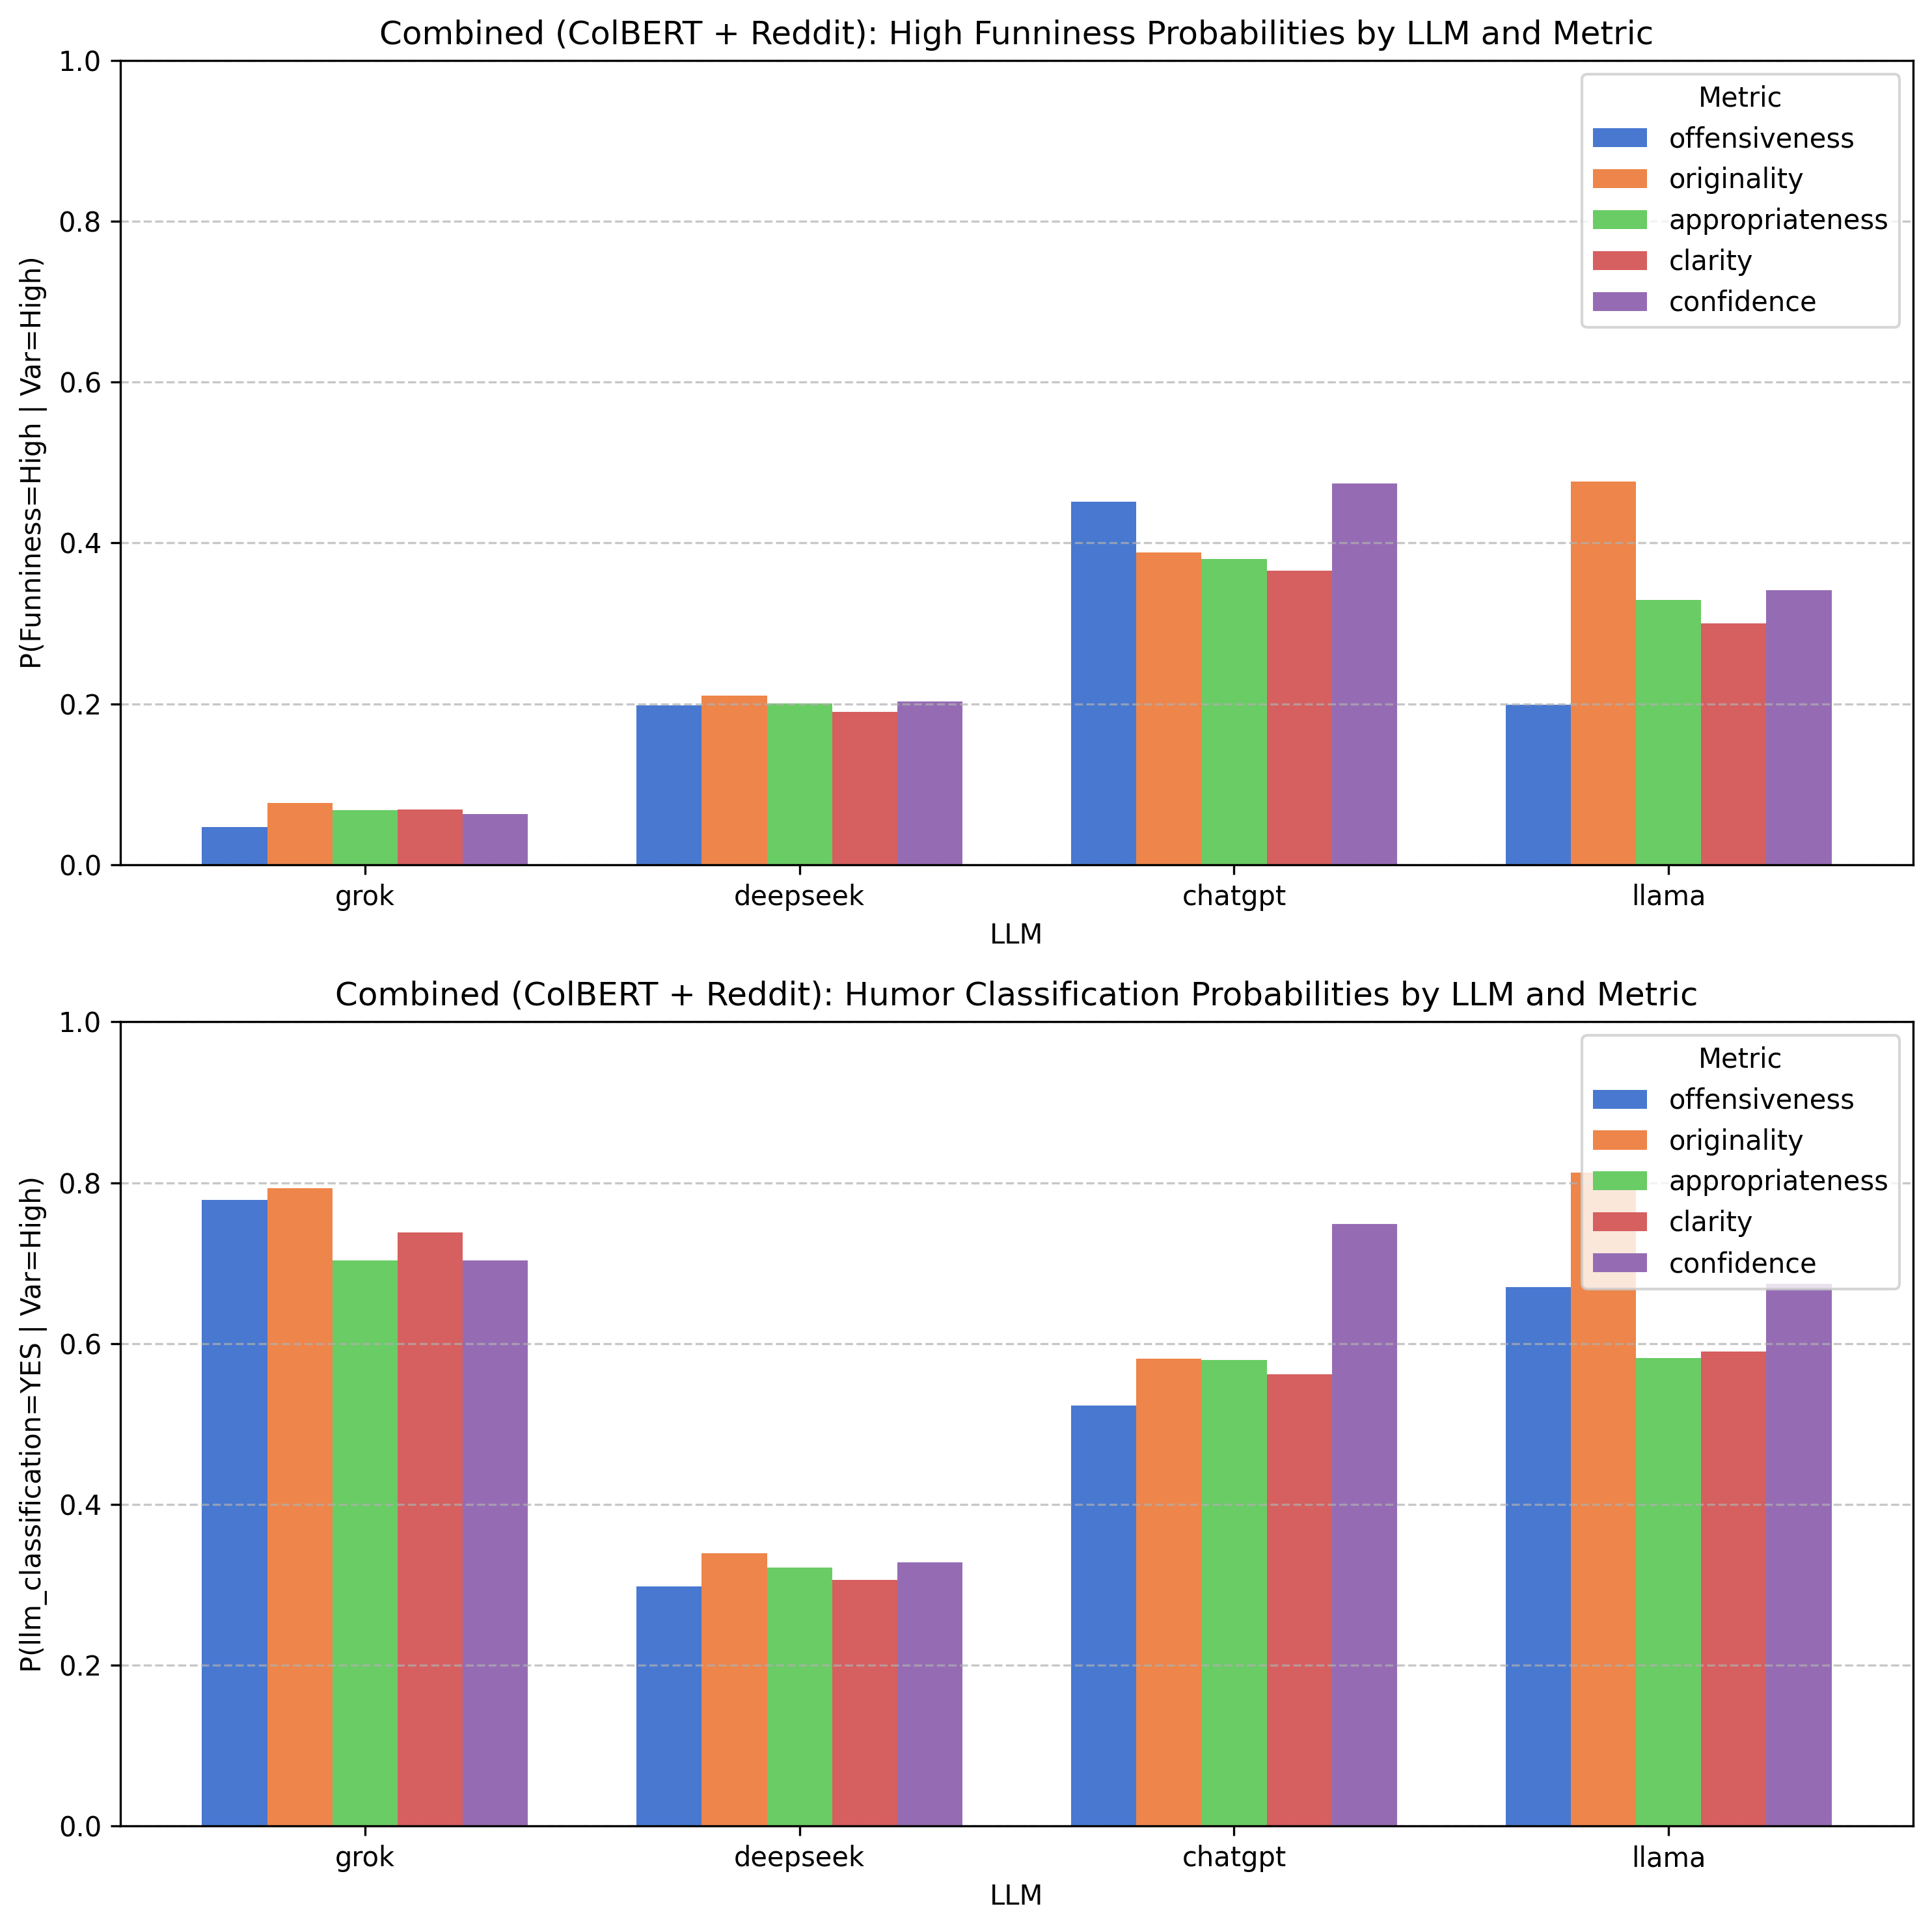 Combined (ColBERT + Reddit): High Funniness Probabilities by LLM and Metric
P(Funniness=High | Var=High)
1.0
0.8
0.6
0.4
0.2
0.0
Metric
offensiveness
originality
appropriateness
clarity
confidence
grok deepseek chatgpt llama
LLM
Combined (ColBERT + Reddit): Humor Classification Probabilities by LLM and Metric
P(llm_classification=YES | Var=High)
1.0
0.8
0.6
0.4
0.2
0.0
Metric
offensiveness
originality
appropriateness
clarity
confidence
grok deepseek chatgpt llama
LLM